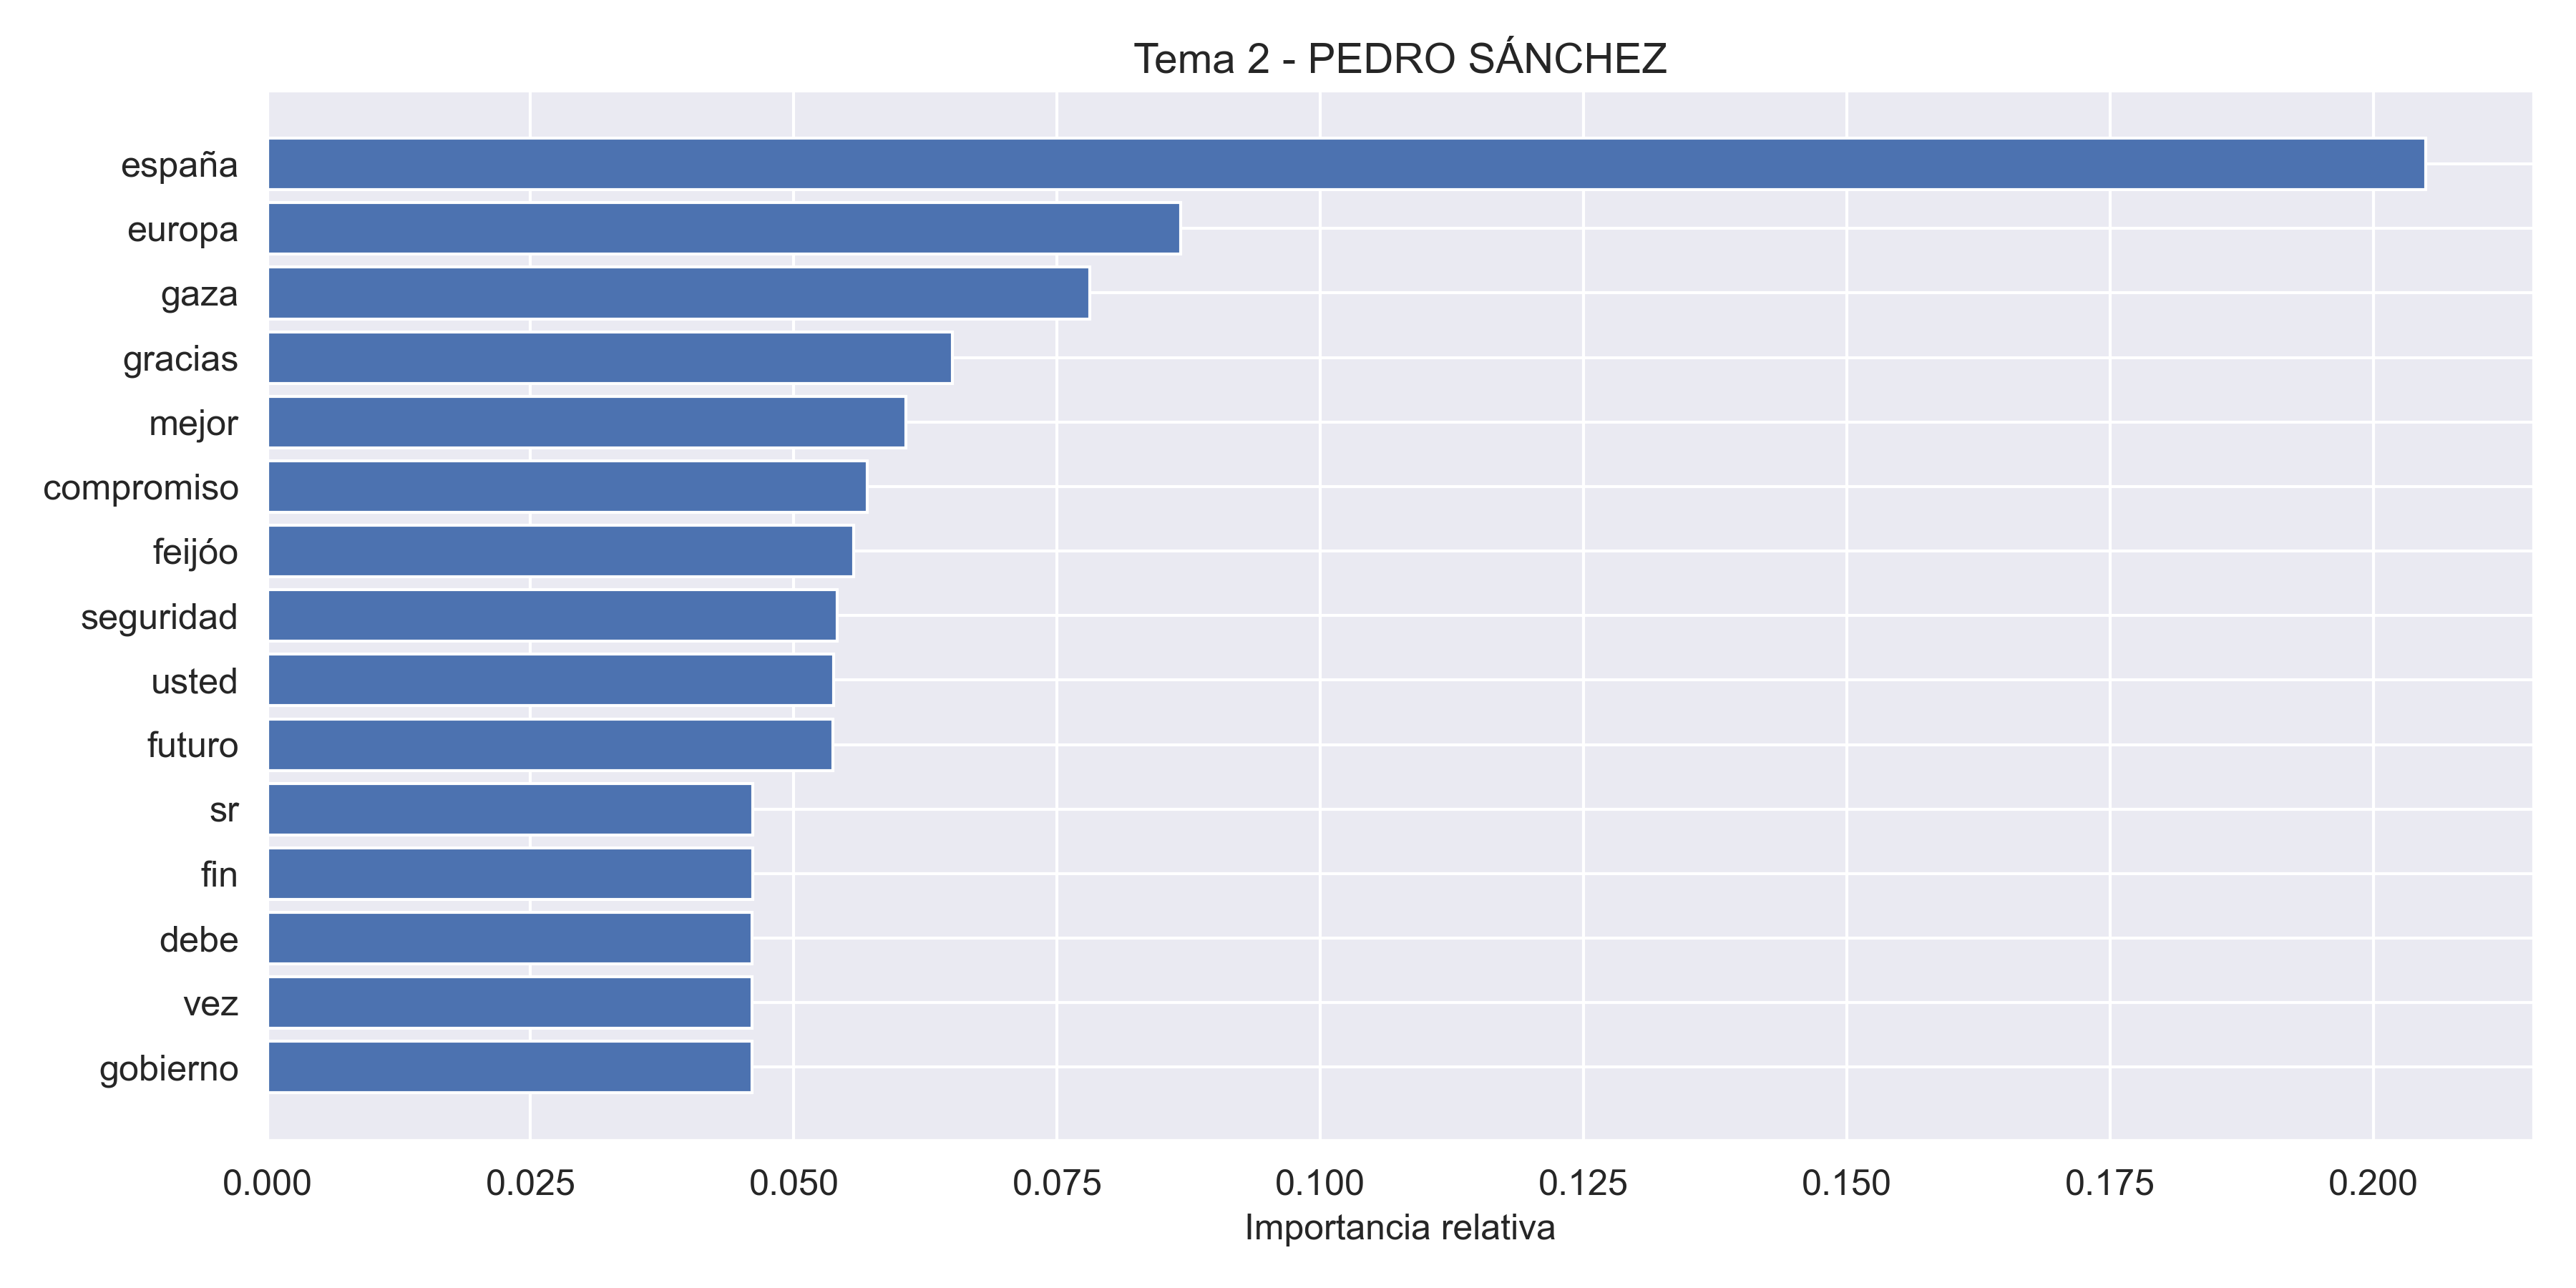 Tema 2 - PEDRO SÁNCHEZ
españa
europa
gaza
gracias
mejor
compromiso
feijóo
seguridad
usted
futuro
sr
fin
debe
vez
gobierno
0.000 0.025 0.050 0.075 0.100 0.125 0.150 0.175 0.200
Importancia relativa